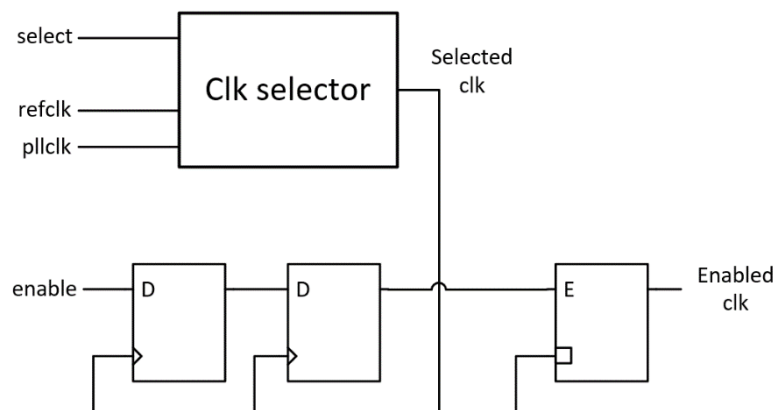 select
Clk selector
refclk
pllclk
Selected
clk
enable
D
D
E
Enabled
clk